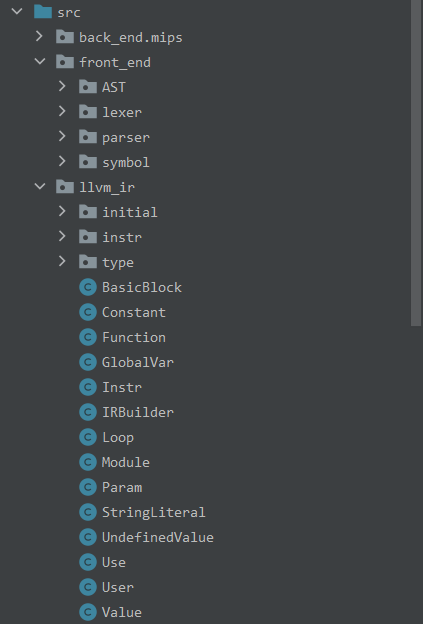 src
back_end.mips
front_end
AST
lexer
parser
symbol
llvm_ir
initial
instr
type
BasicBlock
Constant
Function
GlobalVar
Instr
IRBuilder
Loop
Module
Param
StringLiteral
UndefinedValue
Use
User
Value